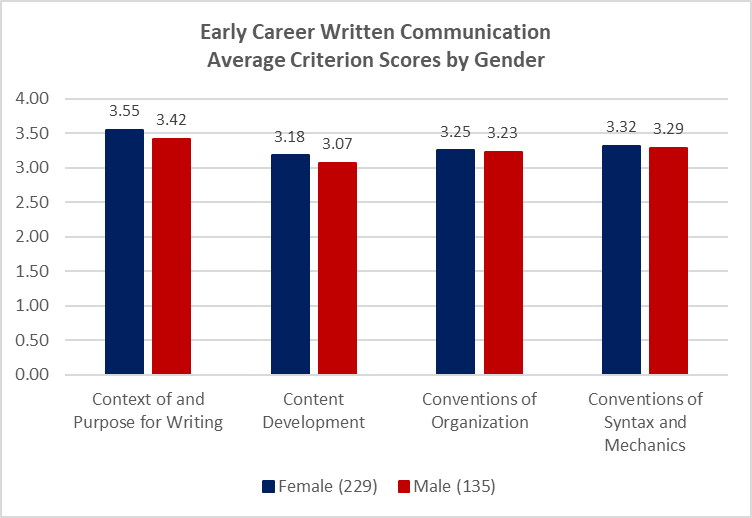 Early Career Written Communication
Average Criterion Scores by Gender
4.00
3.50
3.00
2.50
2.00
1.50
1.00
0.50
0.00
3.55
3.42
3.18
3.07
3.25
3.23
3.32
3.29
Context of and
Purpose for Writing
Content
Development
Conventions of
Organization
Conventions of
Syntax and
Mechanics
Female (229)
Male (135)